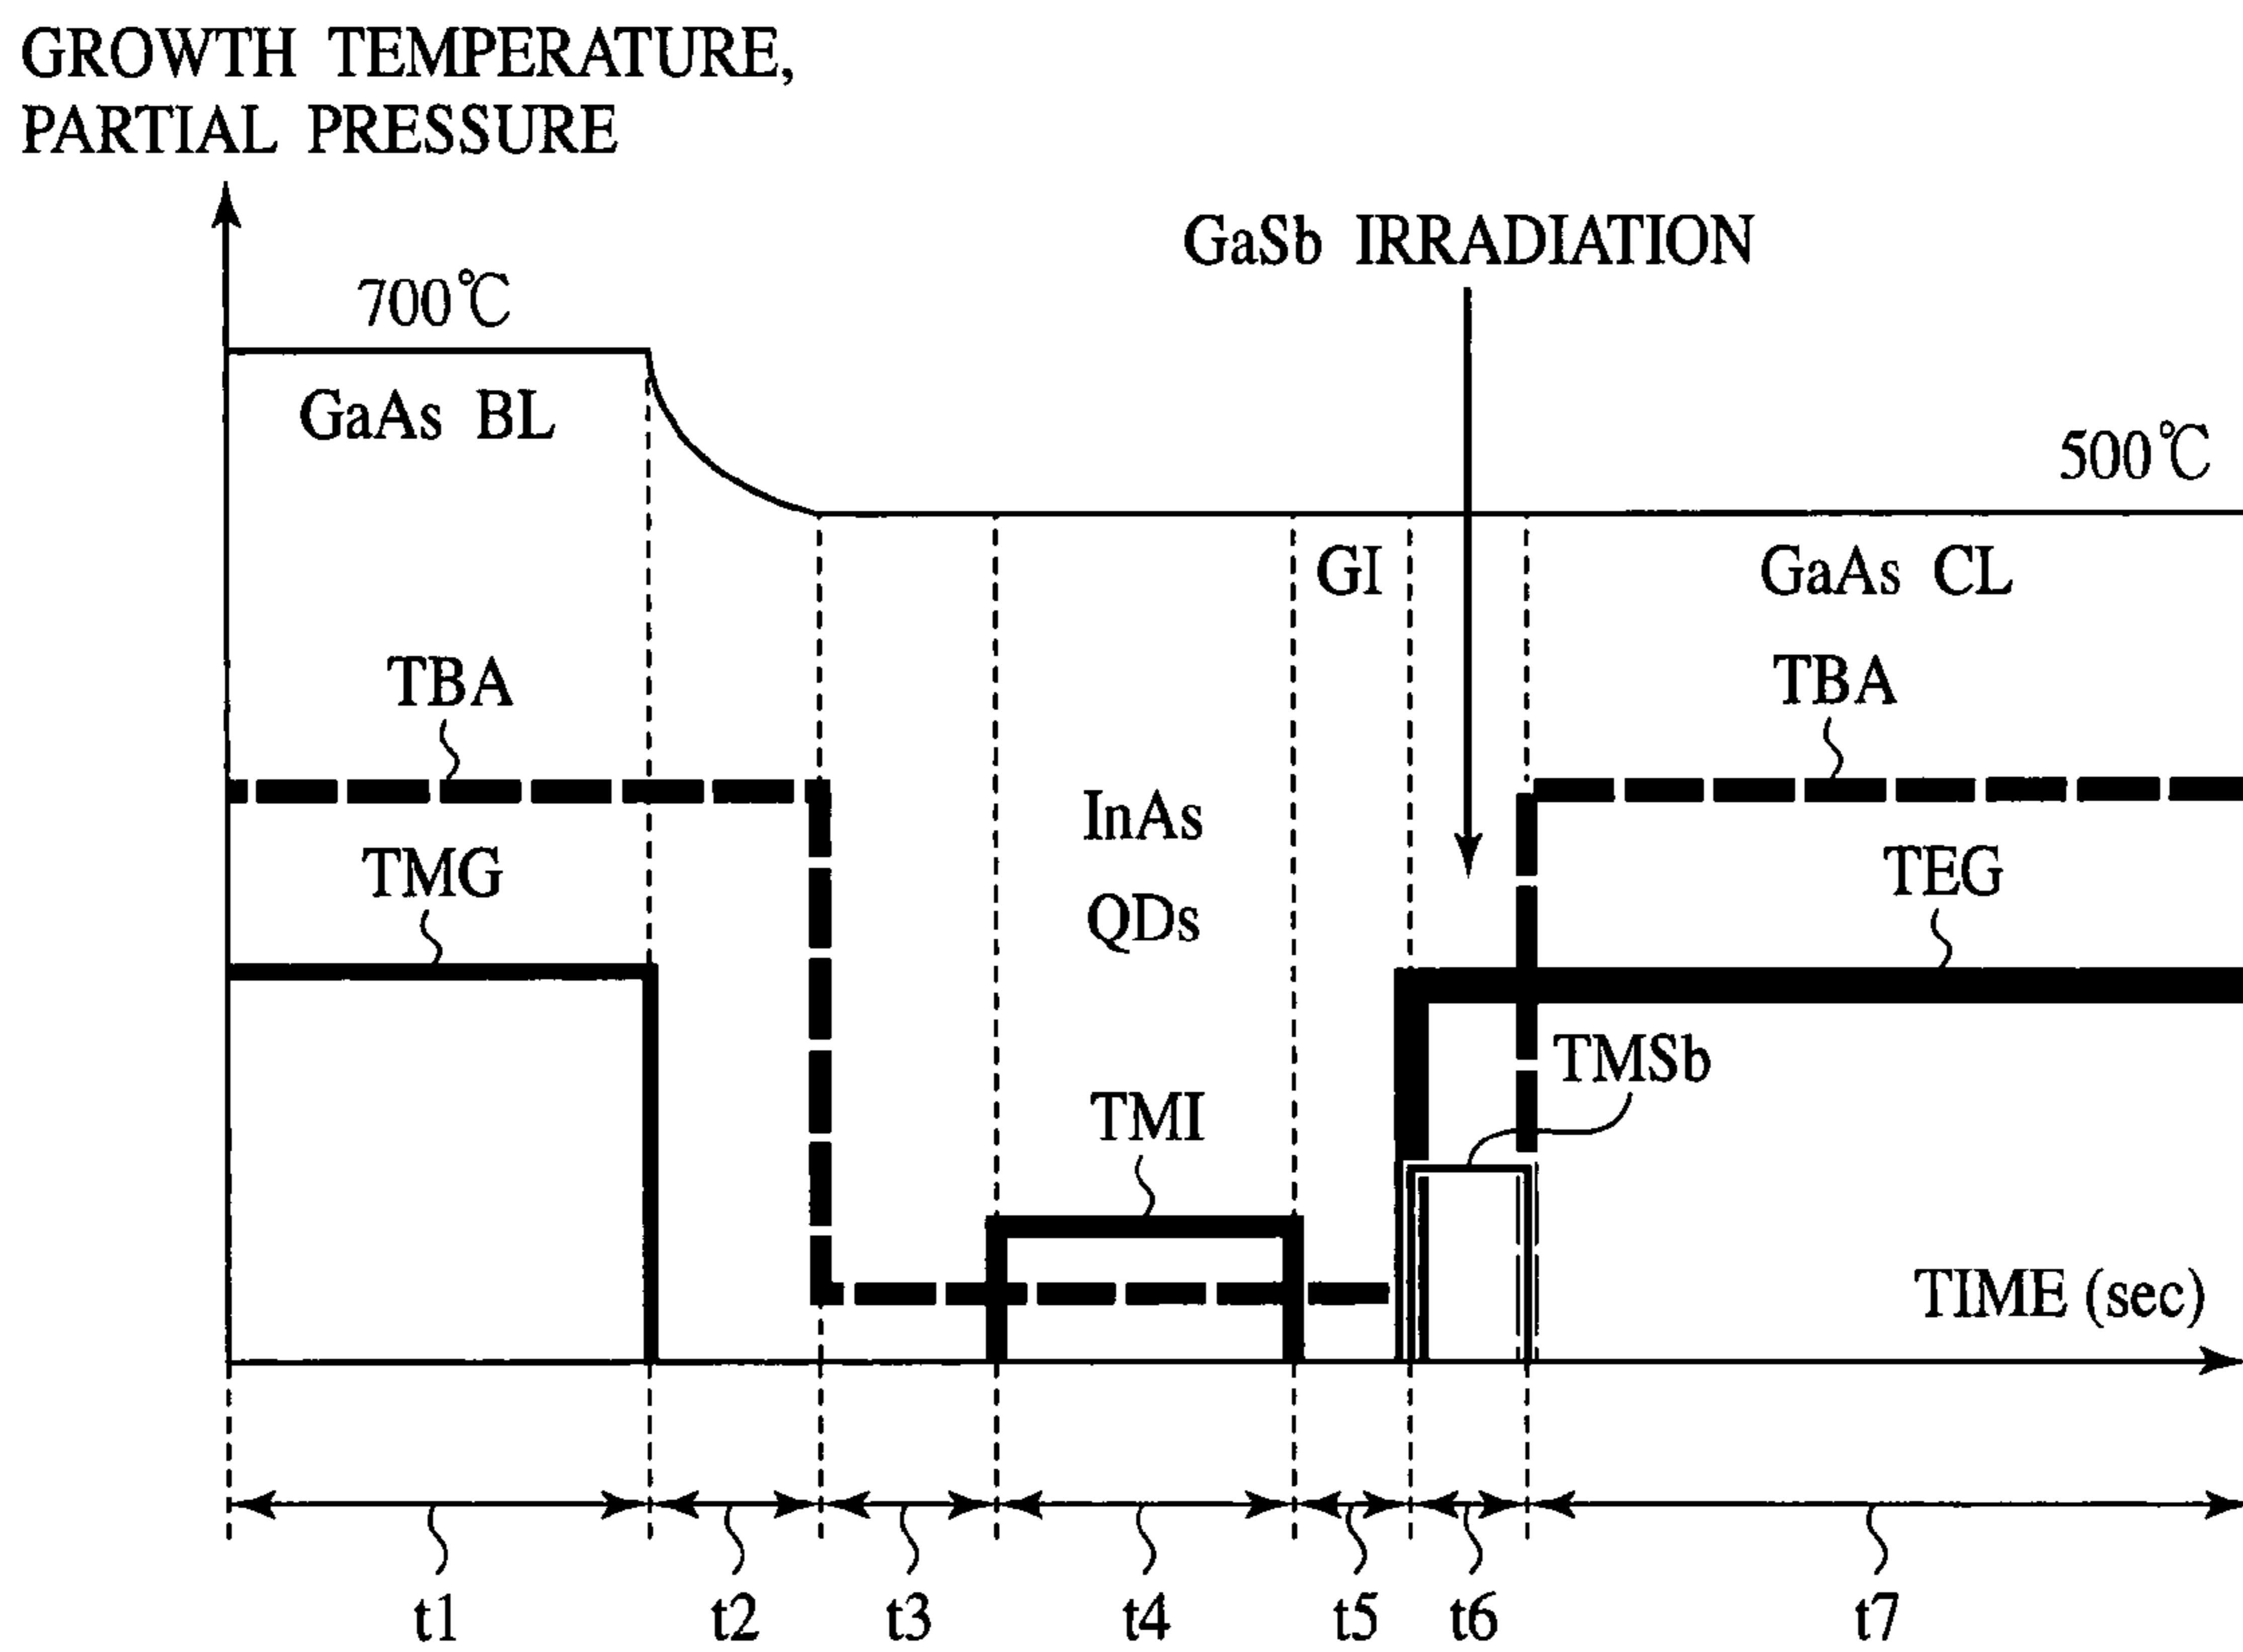 GROWTH TEMPERATURE,
PARTIAL PRESSURE
GaSb IRRADIATION
700℃
GaAs BL
500℃
GI
GaAs CL
TBA
TBA
InAs
QDs
TMG
TEG
TMSb
TMI
TIME (sec)
t1 t2 t3 t4 t5 t6 t7